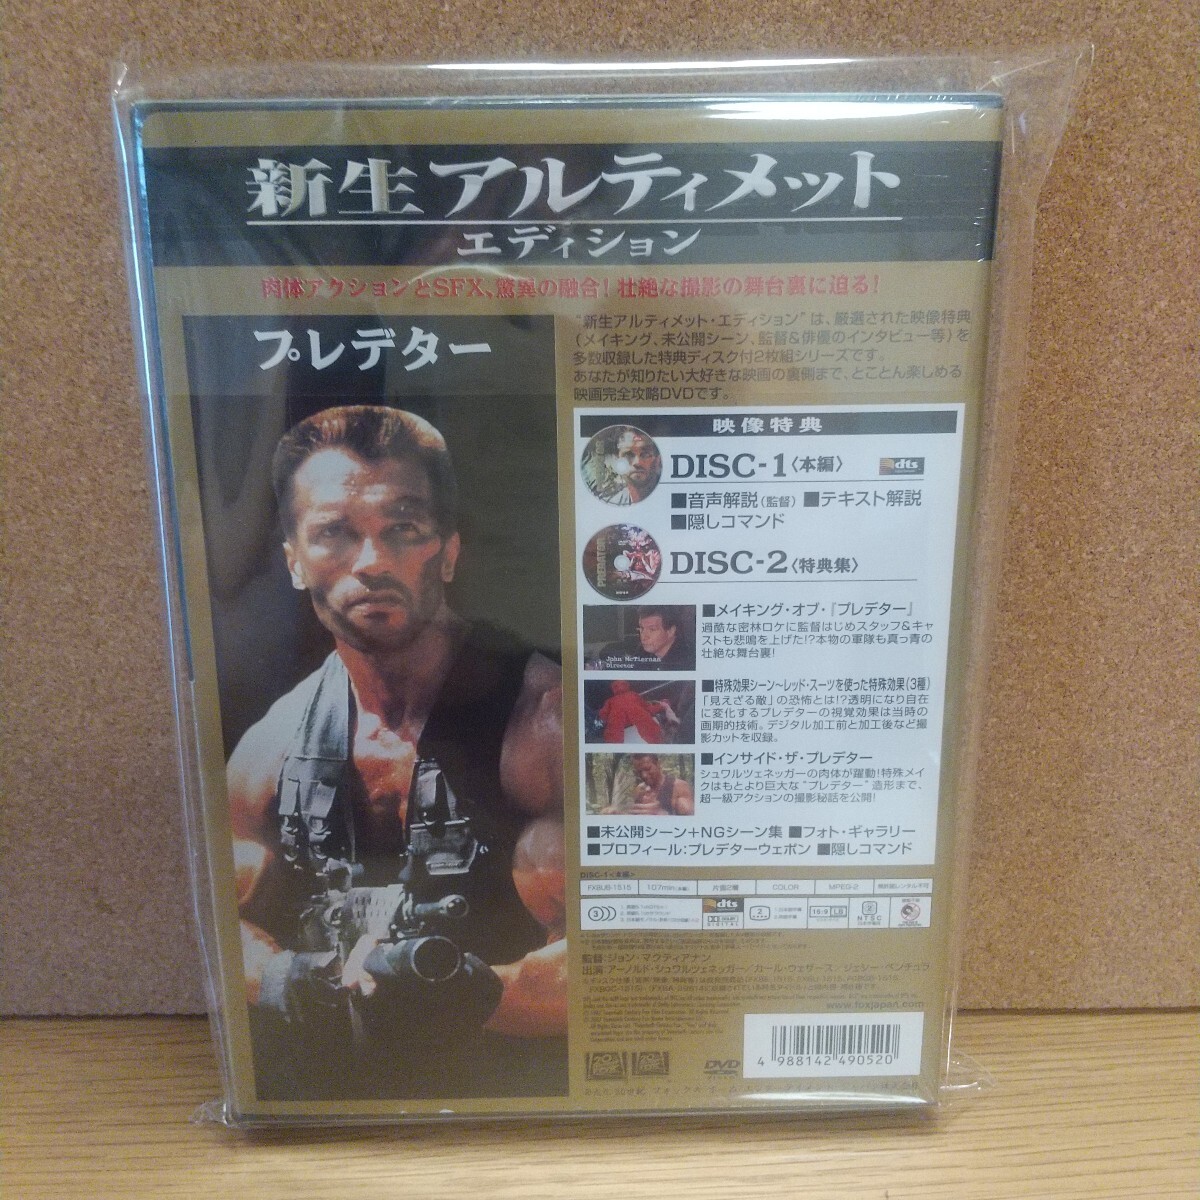 新生アルティメット
エディション
肉体アクションとSFX、驚異の融合!壮絶な撮影の舞台裏に迫る!
プレデター
“新生アルティメット・エディション”は、厳選された映像特典
(メイキング、未公開シーン、監督&俳優のインタビュー等)を
多数収録した特典ディスク付2枚組シリーズです。
あなたが知りたい大好きな映画の裏側まで、とことん楽しめる
映画完全攻略DVDです。
映像特典
DISC-1〈本編〉
dts
■音声解説(監督) ■テキスト解説
■隠しコマンド
PREDATOR
DISC-2〈特典集〉
John McTiernan
Director
■メイキング・オブ・『プレデター』
過酷な密林ロケに監督はじめスタッフ&キャ
ストも悲鳴を上げた!?本物の軍隊も真っ青の
壮絶な舞台裏!
■特殊効果シーン〜レッド・スーツを使った特殊効果(3種)
「見えざる敵」の恐怖とは!?透明になり自在
に変化するプレデターの視覚効果は当時の
画期的技術。デジタル加工前と加工後など撮
影カットを収録。
■インサイド・ザ・プレデター
シュワルツェネッガーの肉体が躍動!特殊メイ
クはもとより巨大な“プレデター”造形まで、
超一級アクションの撮影秘話を公開!
■未公開シーン+NGシーン集 ■フォト・ギャラリー
■プロフィール:プレデターウェポン ■隠しコマンド
DISC-1<本編>
FXBUB-1515 107min 片面2層 COLOR MPEG-2
3 dts DIGITAL 2 16:9 LB 2 NTSC
監督:ジョン・マクティアナン
出演:アーノルド・シュワルツェネッガー/カール・ウェザース/ジェシー・ベンチュラ
www.foxjapan.com
DVD
4 988142 490520